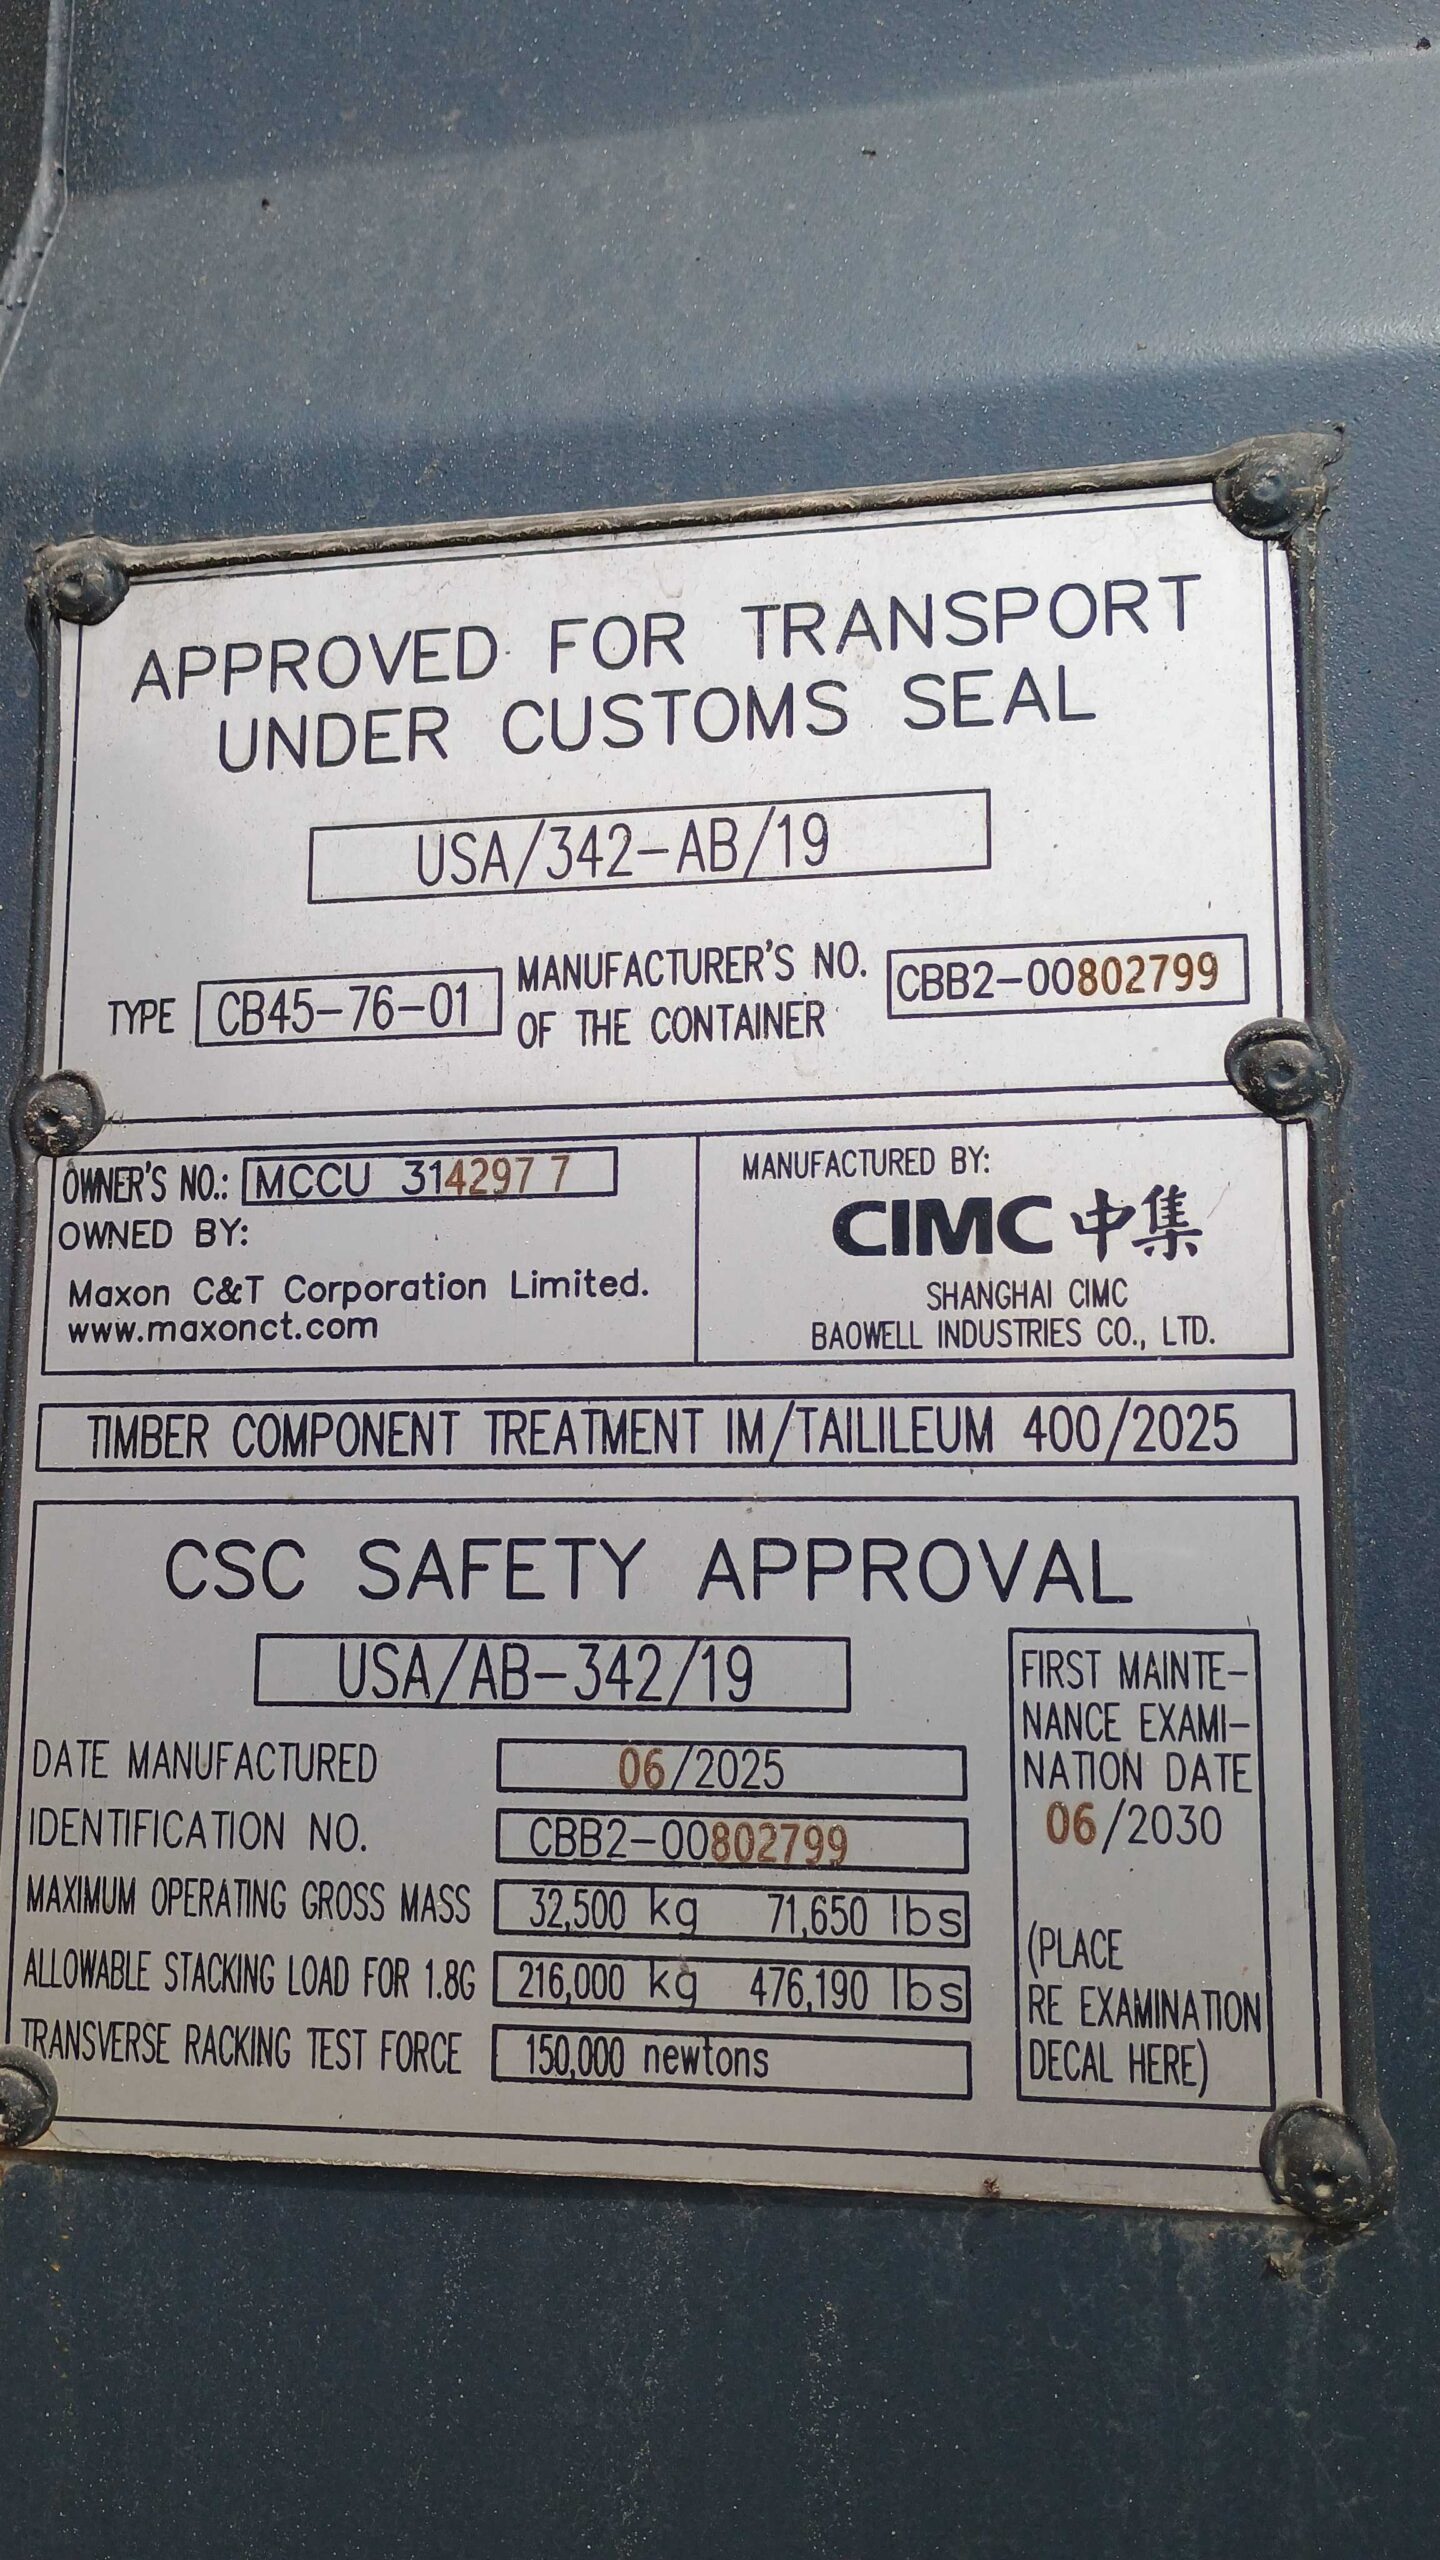 APPROVED FOR TRANSPORT
UNDER CUSTOMS SEAL
USA/342-AB/19
TYPE CB45-76-01 MANUFACTURER'S NO. OF THE CONTAINER CBB2-00802799
OWNER'S NO.: MCCU 314297 7
OWNED BY:
Maxon C&T Corporation Limited.
www.maxonct.com
MANUFACTURED BY:
CIMC 中集
SHANGHAI CIMC
BAOWELL INDUSTRIES CO., LTD.
TIMBER COMPONENT TREATMENT IM/TAILILEUM 400/2025
CSC SAFETY APPROVAL
USA/AB-342/19
DATE MANUFACTURED 06/2025
IDENTIFICATION NO. CBB2-00802799
MAXIMUM OPERATING GROSS MASS 32,500 kg 71,650 lbs
ALLOWABLE STACKING LOAD FOR 1.8G 216,000 kg 476,190 lbs
TRANSVERSE RACKING TEST FORCE 150,000 newtons
FIRST MAINTE-
NANCE EXAMI-
NATION DATE
06/2030
(PLACE
RE EXAMINATION
DECAL HERE)